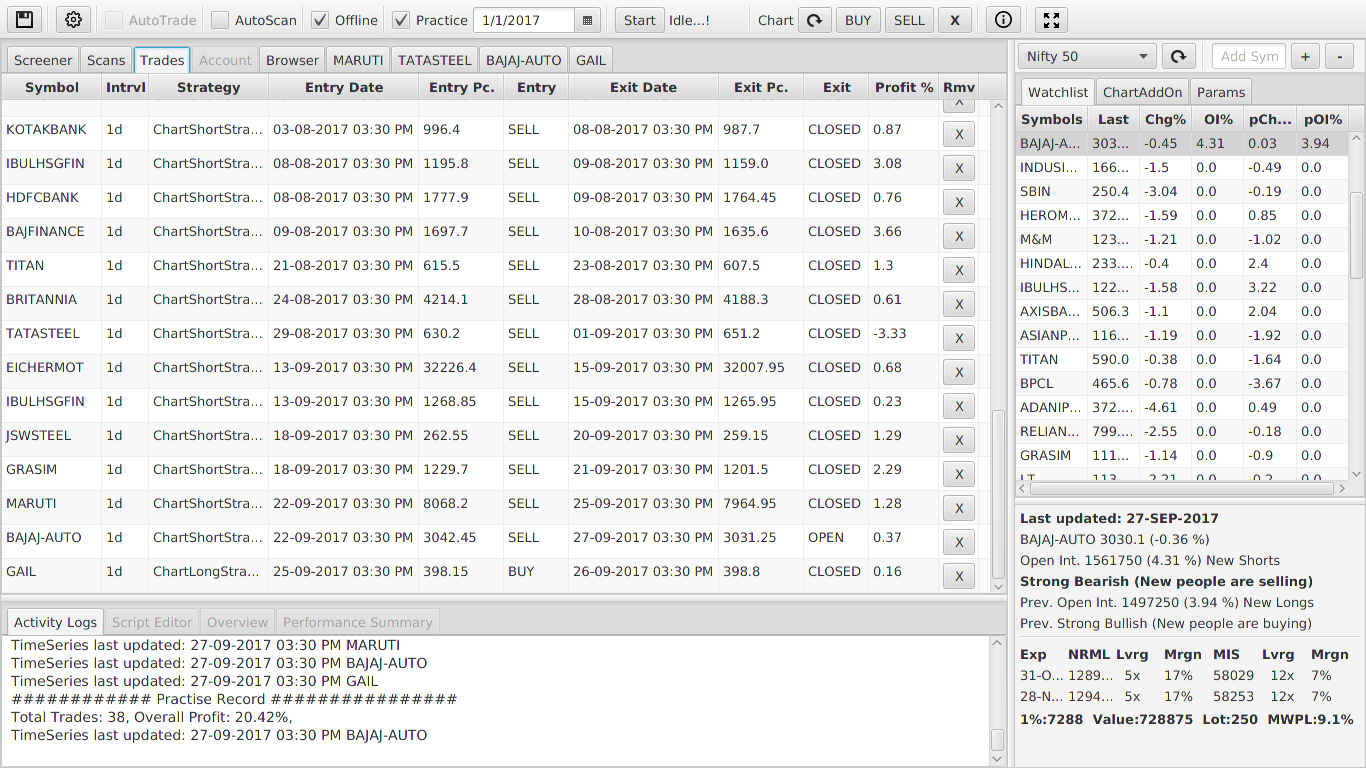 AutoTrade AutoScan Offline Practice 1/1/2017 Start Idle...! Chart BUY SELL X
Screener Scans Trades Account Browser MARUTI TATASTEEL BAJAJ-AUTO GAIL
Symbol Intrvl Strategy Entry Date Entry Pc. Entry Exit Date Exit Pc. Exit Profit % Rmv
X
KOTAKBANK 1d ChartShortStra... 03-08-2017 03:30 PM 996.4 SELL 08-08-2017 03:30 PM 987.7 CLOSED 0.87 X
IBULHSGFIN 1d ChartShortStra... 08-08-2017 03:30 PM 1195.8 SELL 09-08-2017 03:30 PM 1159.0 CLOSED 3.08 X
HDFCBANK 1d ChartShortStra... 08-08-2017 03:30 PM 1777.9 SELL 09-08-2017 03:30 PM 1764.45 CLOSED 0.76 X
BAJFINANCE 1d ChartShortStra... 09-08-2017 03:30 PM 1697.7 SELL 10-08-2017 03:30 PM 1635.6 CLOSED 3.66 X
TITAN 1d ChartShortStra... 21-08-2017 03:30 PM 615.5 SELL 23-08-2017 03:30 PM 607.5 CLOSED 1.3 X
BRITANNIA 1d ChartShortStra... 24-08-2017 03:30 PM 4214.1 SELL 28-08-2017 03:30 PM 4188.3 CLOSED 0.61 X
TATASTEEL 1d ChartShortStra... 29-08-2017 03:30 PM 630.2 SELL 01-09-2017 03:30 PM 651.2 CLOSED -3.33 X
EICHERMOT 1d ChartShortStra... 13-09-2017 03:30 PM 32226.4 SELL 15-09-2017 03:30 PM 32007.95 CLOSED 0.68 X
IBULHSGFIN 1d ChartShortStra... 13-09-2017 03:30 PM 1268.85 SELL 15-09-2017 03:30 PM 1265.95 CLOSED 0.23 X
JSWSTEEL 1d ChartShortStra... 18-09-2017 03:30 PM 262.55 SELL 20-09-2017 03:30 PM 259.15 CLOSED 1.29 X
GRASIM 1d ChartShortStra... 18-09-2017 03:30 PM 1229.7 SELL 21-09-2017 03:30 PM 1201.5 CLOSED 2.29 X
MARUTI 1d ChartShortStra... 22-09-2017 03:30 PM 8068.2 SELL 25-09-2017 03:30 PM 7964.95 CLOSED 1.28 X
BAJAJ-AUTO 1d ChartShortStra... 22-09-2017 03:30 PM 3042.45 SELL 27-09-2017 03:30 PM 3031.25 OPEN 0.37 X
GAIL 1d ChartLongStra... 25-09-2017 03:30 PM 398.15 BUY 26-09-2017 03:30 PM 398.8 CLOSED 0.16 X
Activity Logs Script Editor Overview Performance Summary
TimeSeries last updated: 27-09-2017 03:30 PM MARUTI
TimeSeries last updated: 27-09-2017 03:30 PM BAJAJ-AUTO
TimeSeries last updated: 27-09-2017 03:30 PM GAIL
############ Practise Record ################
Total Trades: 38, Overall Profit: 20.42%,
TimeSeries last updated: 27-09-2017 03:30 PM BAJAJ-AUTO
Nifty 50 Add Sym + -
Watchlist ChartAddOn Params
Symbols Last Chg% OI% pCh... pOI%
BAJAJ-A... 303... -0.45 4.31 0.03 3.94
INDUSI... 166... -1.5 0.0 -0.49 0.0
SBIN 250.4 -3.04 0.0 -0.19 0.0
HEROM... 372... -1.59 0.0 0.85 0.0
M&M 123... -1.21 0.0 -1.02 0.0
HINDAL... 233.... -0.4 0.0 2.4 0.0
IBULHS... 122... -1.58 0.0 3.22 0.0
AXISBA... 506.3 -1.1 0.0 2.04 0.0
ASIANP... 116... -1.19 0.0 -1.92 0.0
TITAN 590.0 -0.38 0.0 -1.64 0.0
BPCL 465.6 -0.78 0.0 -3.67 0.0
ADANIP... 372.... -4.61 0.0 0.49 0.0
RELIAN... 799.... -2.55 0.0 -0.18 0.0
GRASIM 111... -1.14 0.0 -0.9 0.0
LT 113... -2.21 0.0 -0.2 0.0
Last updated: 27-SEP-2017
BAJAJ-AUTO 3030.1 (-0.36 %)
Open Int. 1561750 (4.31 %) New Shorts
Strong Bearish (New people are selling)
Prev. Open Int. 1497250 (3.94 %) New Longs
Prev. Strong Bullish (New people are buying)
Exp NRML Lvrg Mrgn MIS Lvrg Mrgn
31-O... 1289... 5x 17% 58029 12x 7%
28-N... 1294... 5x 17% 58253 12x 7%
1%:7288 Value:728875 Lot:250 MWPL:9.1%